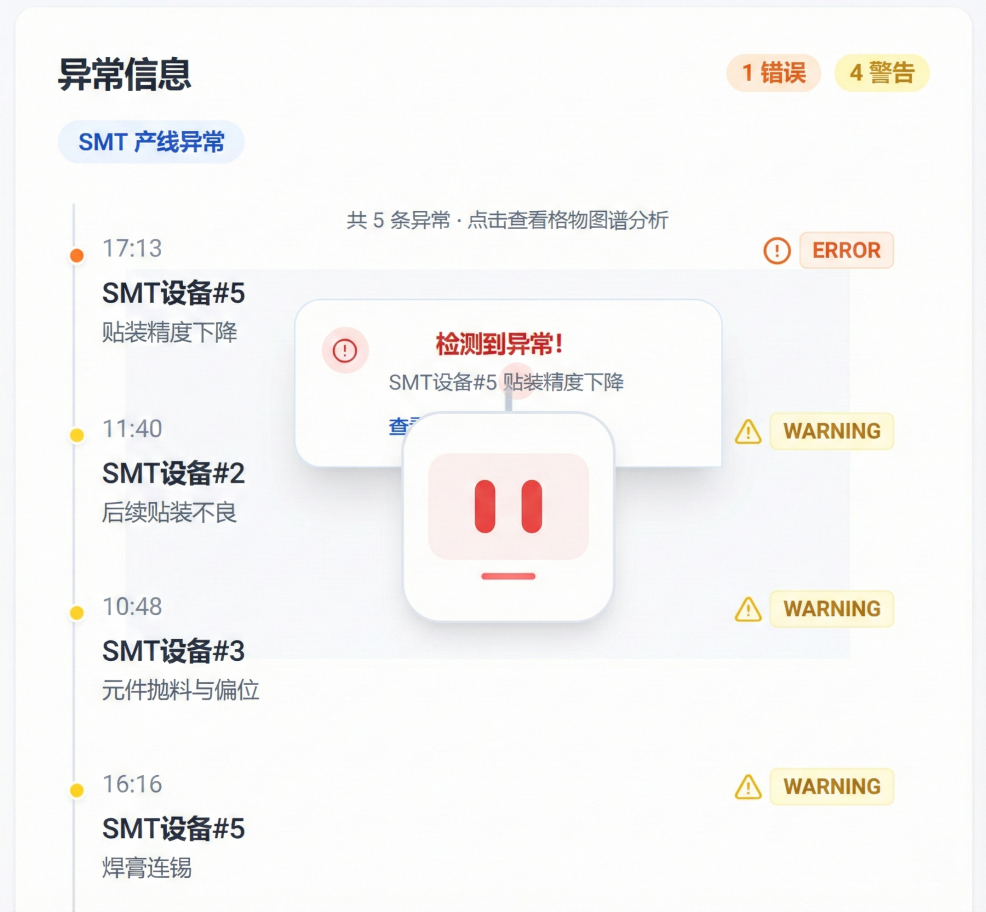 异常信息
1 错误
4 警告
SMT 产线异常
共 5 条异常 · 点击查看格物图谱分析
17:13
ERROR
SMT设备#5
贴装精度下降
检测到异常!
SMT设备#5 贴装精度下降
11:40
WARNING
SMT设备#2
后续贴装不良
10:48
WARNING
SMT设备#3
元件抛料与偏位
16:16
WARNING
SMT设备#5
焊膏连锡